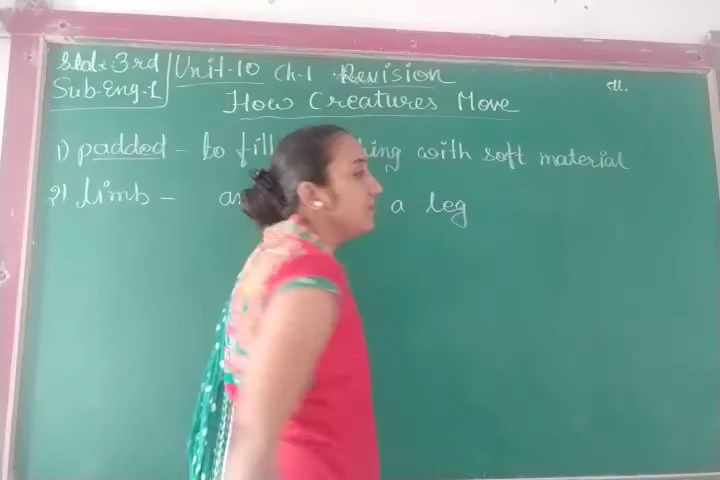 Std: 3rd
Sub-Eng-1
Unit-10 Ch-1 Revision
How Creatures Move
1) padded - to fill with soft material
2) limb - a leg